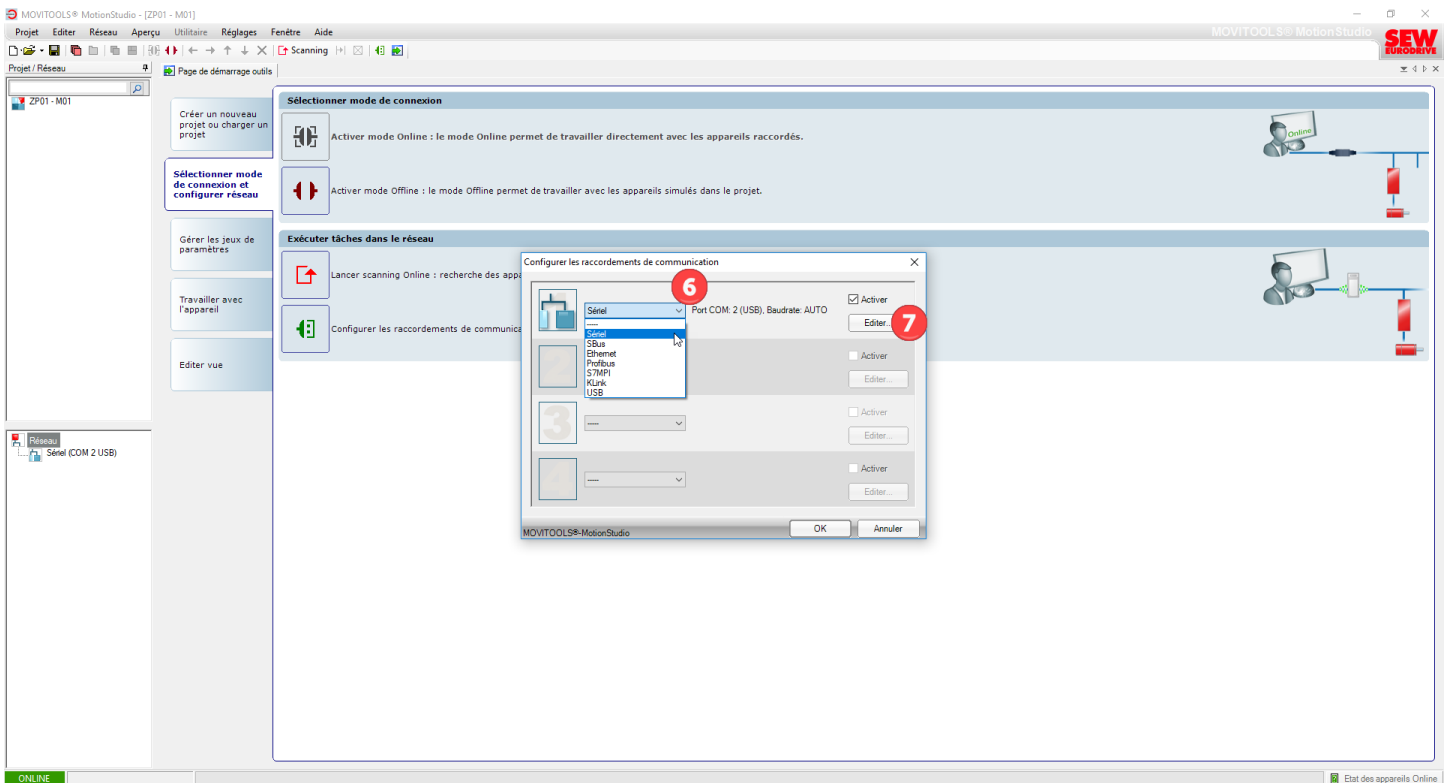 MOVITOOLS® MotionStudio - [ZP01 - M01]
Projet Editer Réseau Aperçu Utilitaire Réglages Fenêtre Aide
MOVITOOLS® MotionStudio
SEW
EURODRIVE
Scanning
Projet / Réseau
Page de démarrage outils
ZP01 - M01
Créer un nouveau
projet ou charger un
projet
Sélectionner mode
de connexion et
configurer réseau
Gérer les jeux de
paramètres
Travailler avec
l'appareil
Editer vue
Sélectionner mode de connexion
Activer mode Online : le mode Online permet de travailler directement avec les appareils raccordés.
Online
Activer mode Offline : le mode Offline permet de travailler avec les appareils simulés dans le projet.
Exécuter tâches dans le réseau
Lancer scanning Online : recherche des appa
Configurer les raccordements de communica
Configurer les raccordements de communication
6
Sériel
Port COM: 2 (USB), Baudrate: AUTO
Activer
Editer...
7
-----
Sériel
SBus
Ethernet
Profibus
S7MPI
KLink
USB
2
Activer
Editer...
3
-----
Activer
Editer...
4
-----
Activer
Editer...
MOVITOOLS®-MotionStudio
OK
Annuler
Réseau
Sériel (COM 2 USB)
ONLINE
Etat des appareils Online